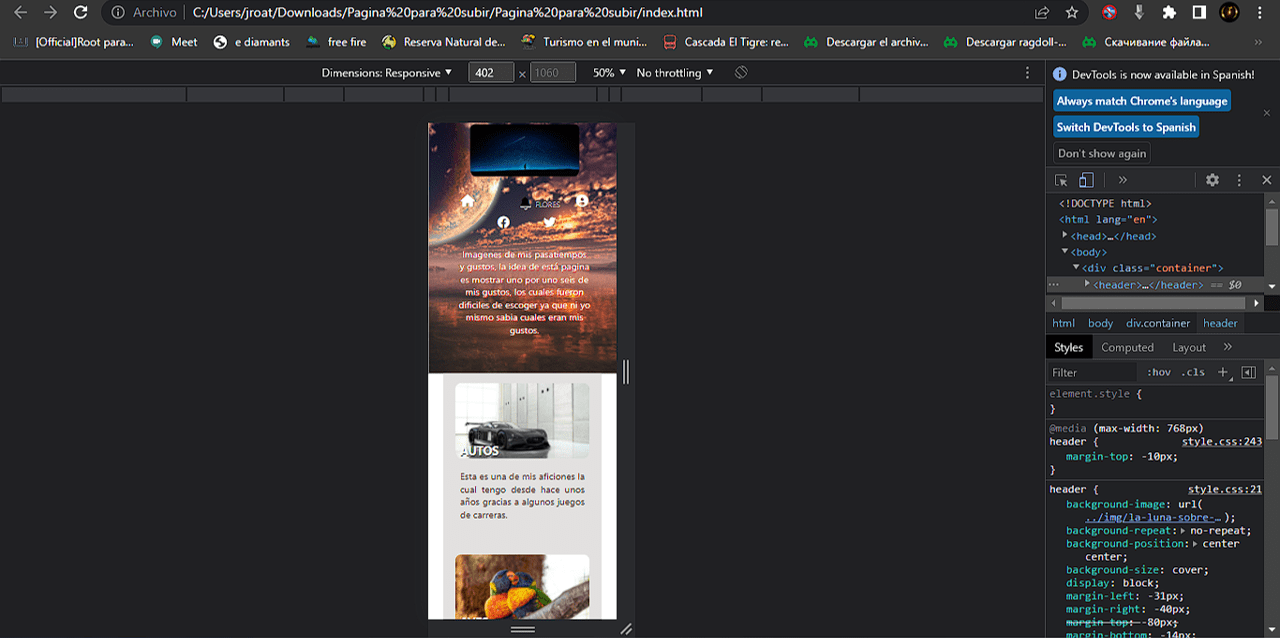 Archivo | C:/Users/jroat/Downloads/Pagina%20para%20subir/Pagina%20para%20subir/index.html
[Official]Root para... Meet e diamants free fire Reserva Natural de... Turismo en el muni... Cascada El Tigre: re... Descargar el archiv... Descargar ragdoll-... Скачивание файла... »
Dimensions: Responsive 402 × 1060 50% No throttling
DevTools is now available in Spanish!
Always match Chrome's language
Switch DevTools to Spanish
Don't show again
FLORES
Imagenes de mis pasatiempos
y gustos, la idea de está pagina
es mostrar uno por uno seis de
mis gustos, los cuales fueron
dificiles de escoger ya que ni yo
mismo sabia cuales eran mis
gustos.
AUTOS
Esta es una de mis aficiones la
cual tengo desde hace unos
años gracias a algunos juegos
de carreras.
»
<!DOCTYPE html>
<html lang="en">
<head>…</head>
<body>
<div class="container">
<header>…</header> == $0
html body div.container header
Styles Computed Layout »
Filter :hov .cls +
element.style {
}
@media (max-width: 768px)
header { style.css:243
margin-top: -10px;
}
header { style.css:21
background-image: url(
../img/la-luna-sobre-… );
background-repeat: no-repeat;
background-position: center
center;
background-size: cover;
display: block;
margin-left: -31px;
margin-right: -40px;
margin-top: -80px;
margin-bottom: -14px;